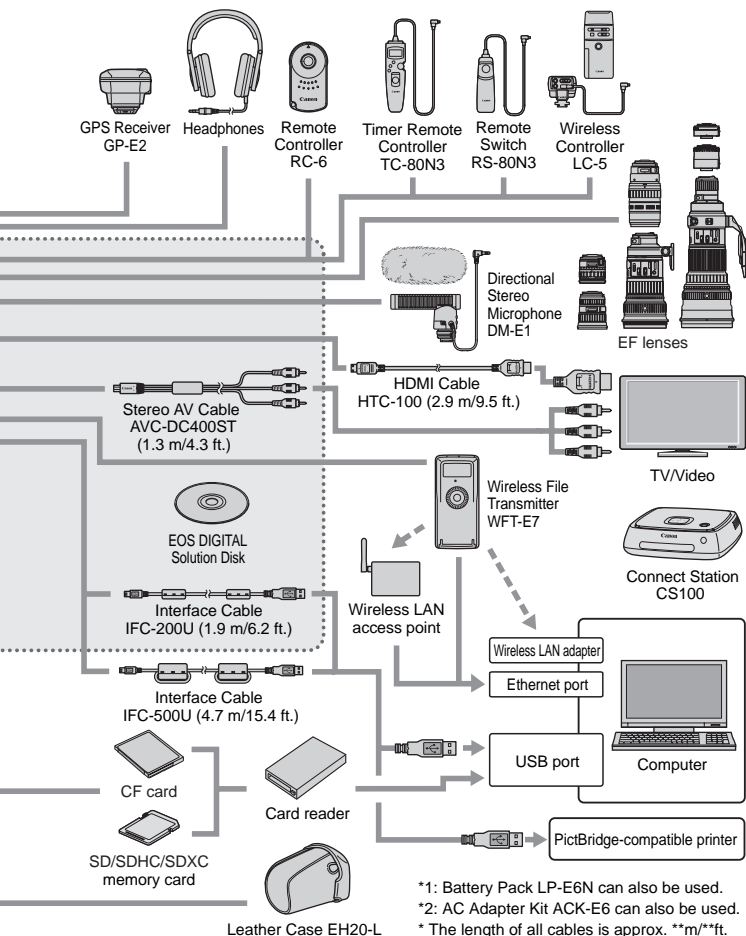 GPS Receiver
GP-E2
Headphones
Remote
Controller
RC-6
Timer Remote
Controller
TC-80N3
Remote
Switch
RS-80N3
Wireless
Controller
LC-5
Canon
Directional
Stereo
Microphone
DM-E1
EF lenses
HDMI Cable
HTC-100 (2.9 m/9.5 ft.)
Stereo AV Cable
AVC-DC400ST
(1.3 m/4.3 ft.)
TV/Video
Wireless File
Transmitter
WFT-E7
EOS DIGITAL
Solution Disk
Canon
Connect Station
CS100
Wireless LAN
access point
Interface Cable
IFC-200U (1.9 m/6.2 ft.)
Wireless LAN adapter
Ethernet port
Interface Cable
IFC-500U (4.7 m/15.4 ft.)
USB port
Computer
CF card
Card reader
SD/SDHC/SDXC
memory card
PictBridge-compatible printer
Leather Case EH20-L
*1: Battery Pack LP-E6N can also be used.
*2: AC Adapter Kit ACK-E6 can also be used.
* The length of all cables is approx. **m/**ft.